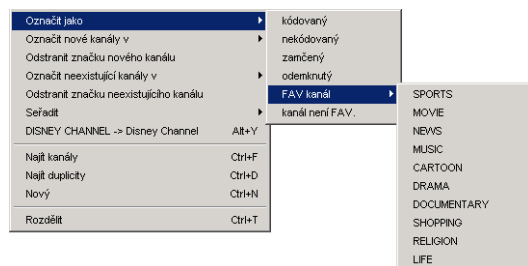 Označit jako
Označit nové kanály v
Odstranit značku nového kanálu
Označit neexistující kanály v
Odstranit značku neexistujícího kanálu
Seřadit
DISNEY CHANNEL -> Disney Channel Alt+Y
Najít kanály Ctrl+F
Najít duplicity Ctrl+D
Nový Ctrl+N
Rozdělit Ctrl+T
kódovaný
nekódovaný
zamčený
odemknutý
FAV kanál
kanál není FAV.
SPORTS
MOVIE
NEWS
MUSIC
CARTOON
DRAMA
DOCUMENTARY
SHOPPING
RELIGION
LIFE